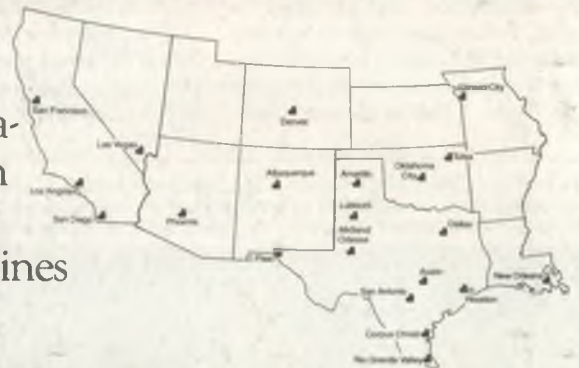 a-
n
ines
San Francisco
Las Vegas
Los Angeles
San Diego
Phoenix
Denver
Albuquerque
El Paso
Kansas City
Tulsa
Oklahoma
City
Amarillo
Lubbock
Midland
Odessa
Dallas
Austin
San Antonio
Houston
New Orleans
Corpus Christi
Rio Grande Valley